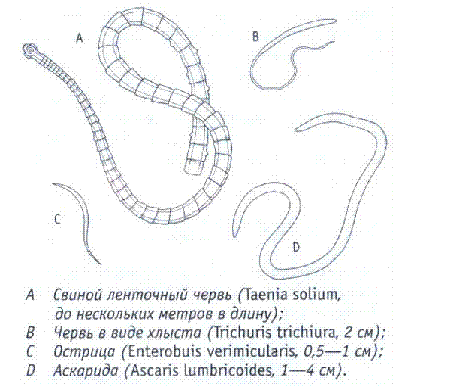 A
B
C
D
A Свиной ленточный червь (Taenia solium,
до нескольких метров в длину);
B Червь в виде хлыста (Trichuris trichiura, 2 см);
C Острица (Enterobuis verimicularis, 0,5—1 см);
D Аскарида (Ascaris lumbricoides, 1—4 см).